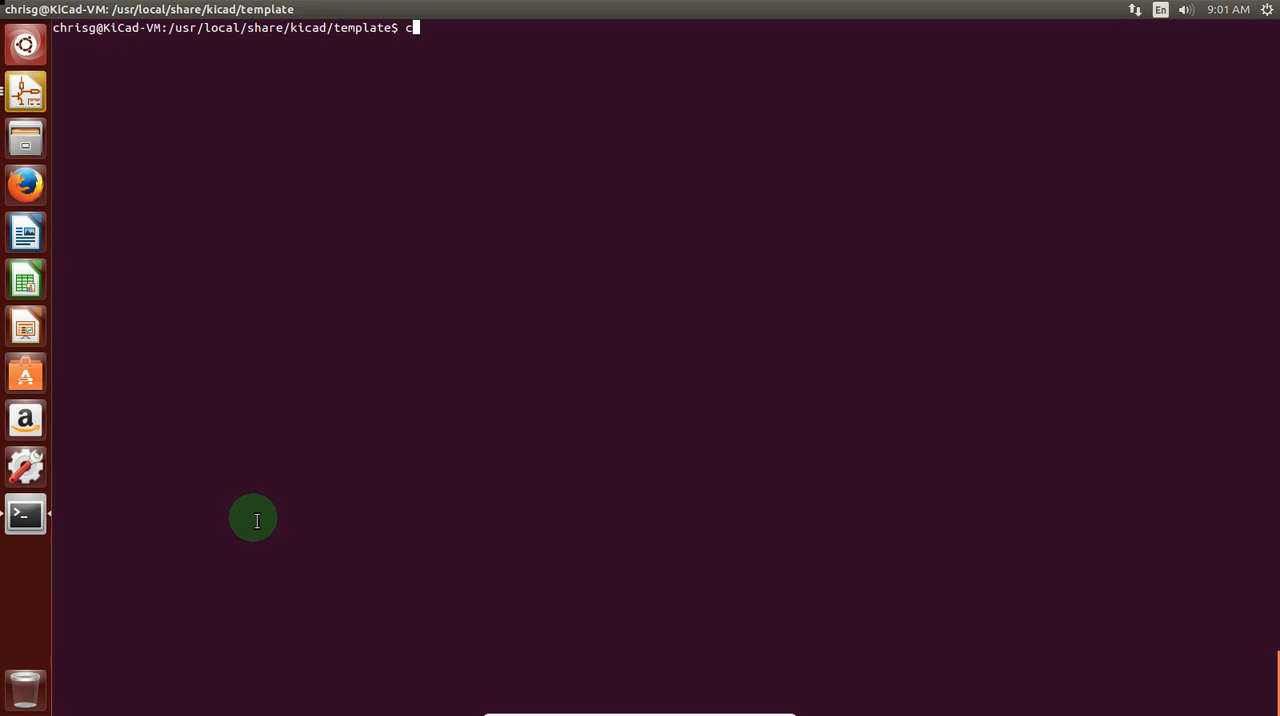 chrisg@KiCad-VM: /usr/local/share/kicad/template
En
9:01 AM
chrisg@KiCad-VM:/usr/local/share/kicad/template$ c